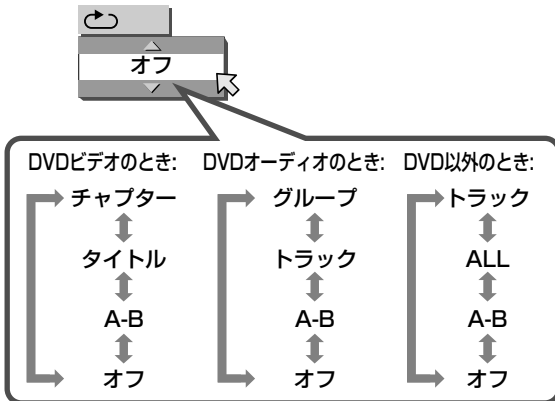 オフ
DVDビデオのとき:
チャプター
タイトル
A-B
オフ
DVDオーディオのとき:
グループ
トラック
A-B
オフ
DVD以外のとき:
トラック
ALL
A-B
オフ